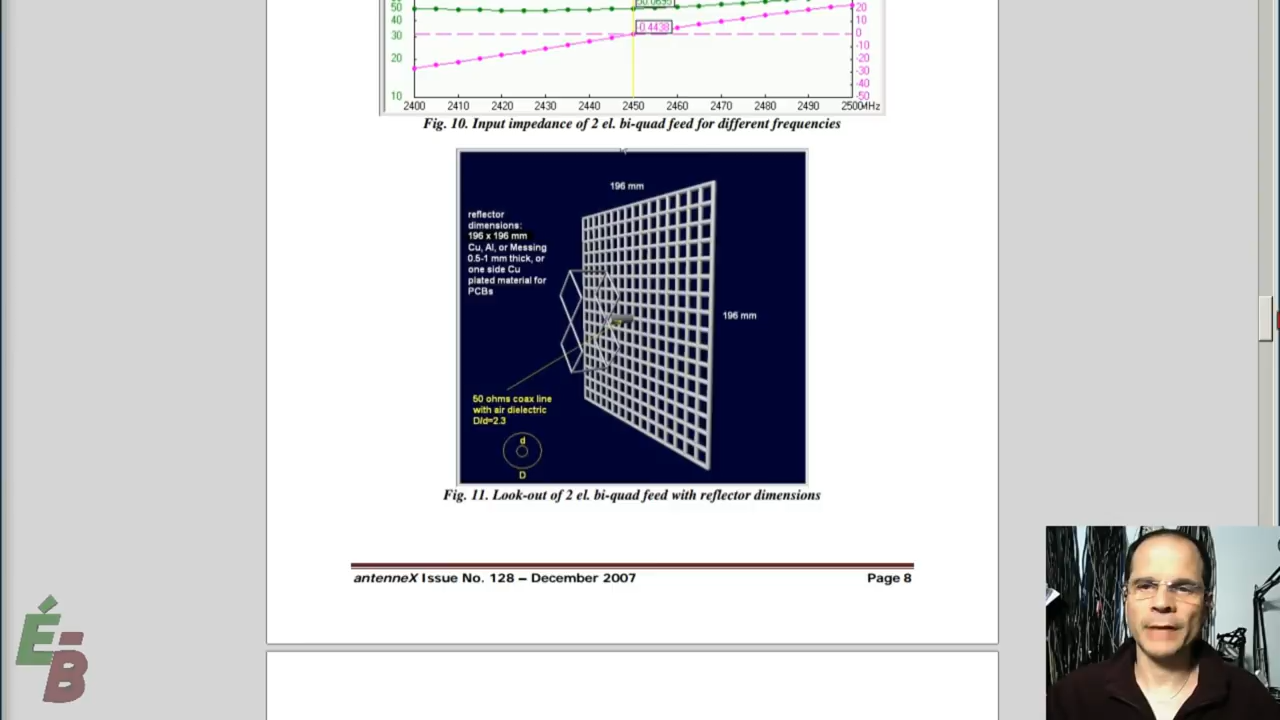 50
40
30
20
10
50.0695
-0.4438
20
10
0
-10
-20
-30
-40
-50
2400 2410 2420 2430 2440 2450 2460 2470 2480 2490 2500MHz
Fig. 10. Input impedance of 2 el. bi-quad feed for different frequencies
196 mm
reflector
dimensions:
196 x 196 mm
Cu, Al, or Messing
0.5-1 mm thick, or
one side Cu
plated material for
PCBs
196 mm
50 ohms coax line
with air dielectric
D/d=2.3
d
D
Fig. 11. Look-out of 2 el. bi-quad feed with reflector dimensions
antenneX Issue No. 128 – December 2007 Page 8
É-B